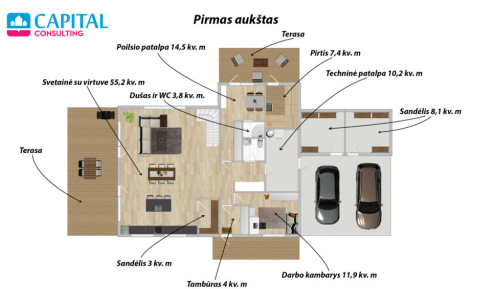 CAPITAL
CONSULTING
Pirmas aukštas
Terasa
Poilsio patalpa 14,5 kv. m
Pirtis 7,4 kv. m
Techninė patalpa 10,2 kv. m
Svetainė su virtuve 55,2 kv. m
Dušas ir WC 3,8 kv. m.
Sandėlis 8,1 kv. m
Terasa
Sandėlis 3 kv. m
Tambūras 4 kv. m
Darbo kambarys 11,9 kv. m